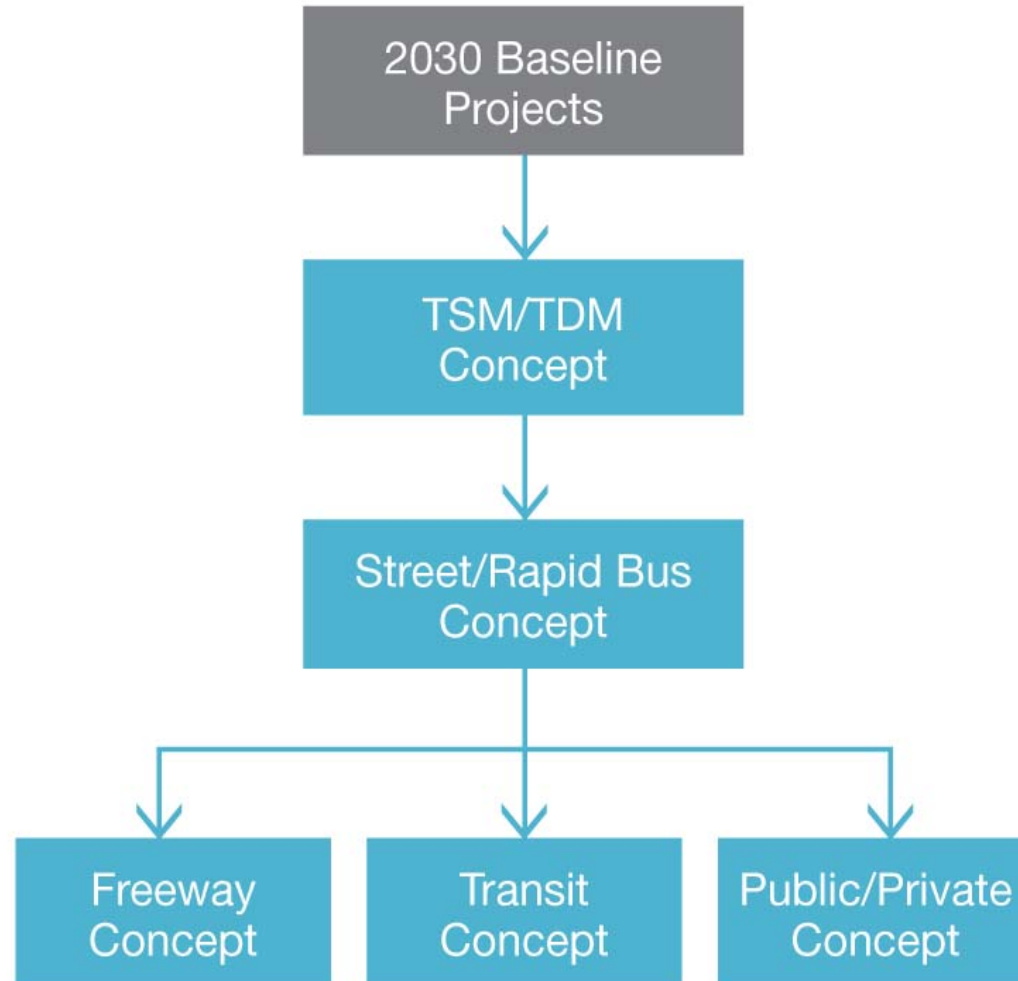 2030 Baseline
Projects
TSM/TDM
Concept
Street/Rapid Bus
Concept
Freeway
Concept
Transit
Concept
Public/Private
Concept